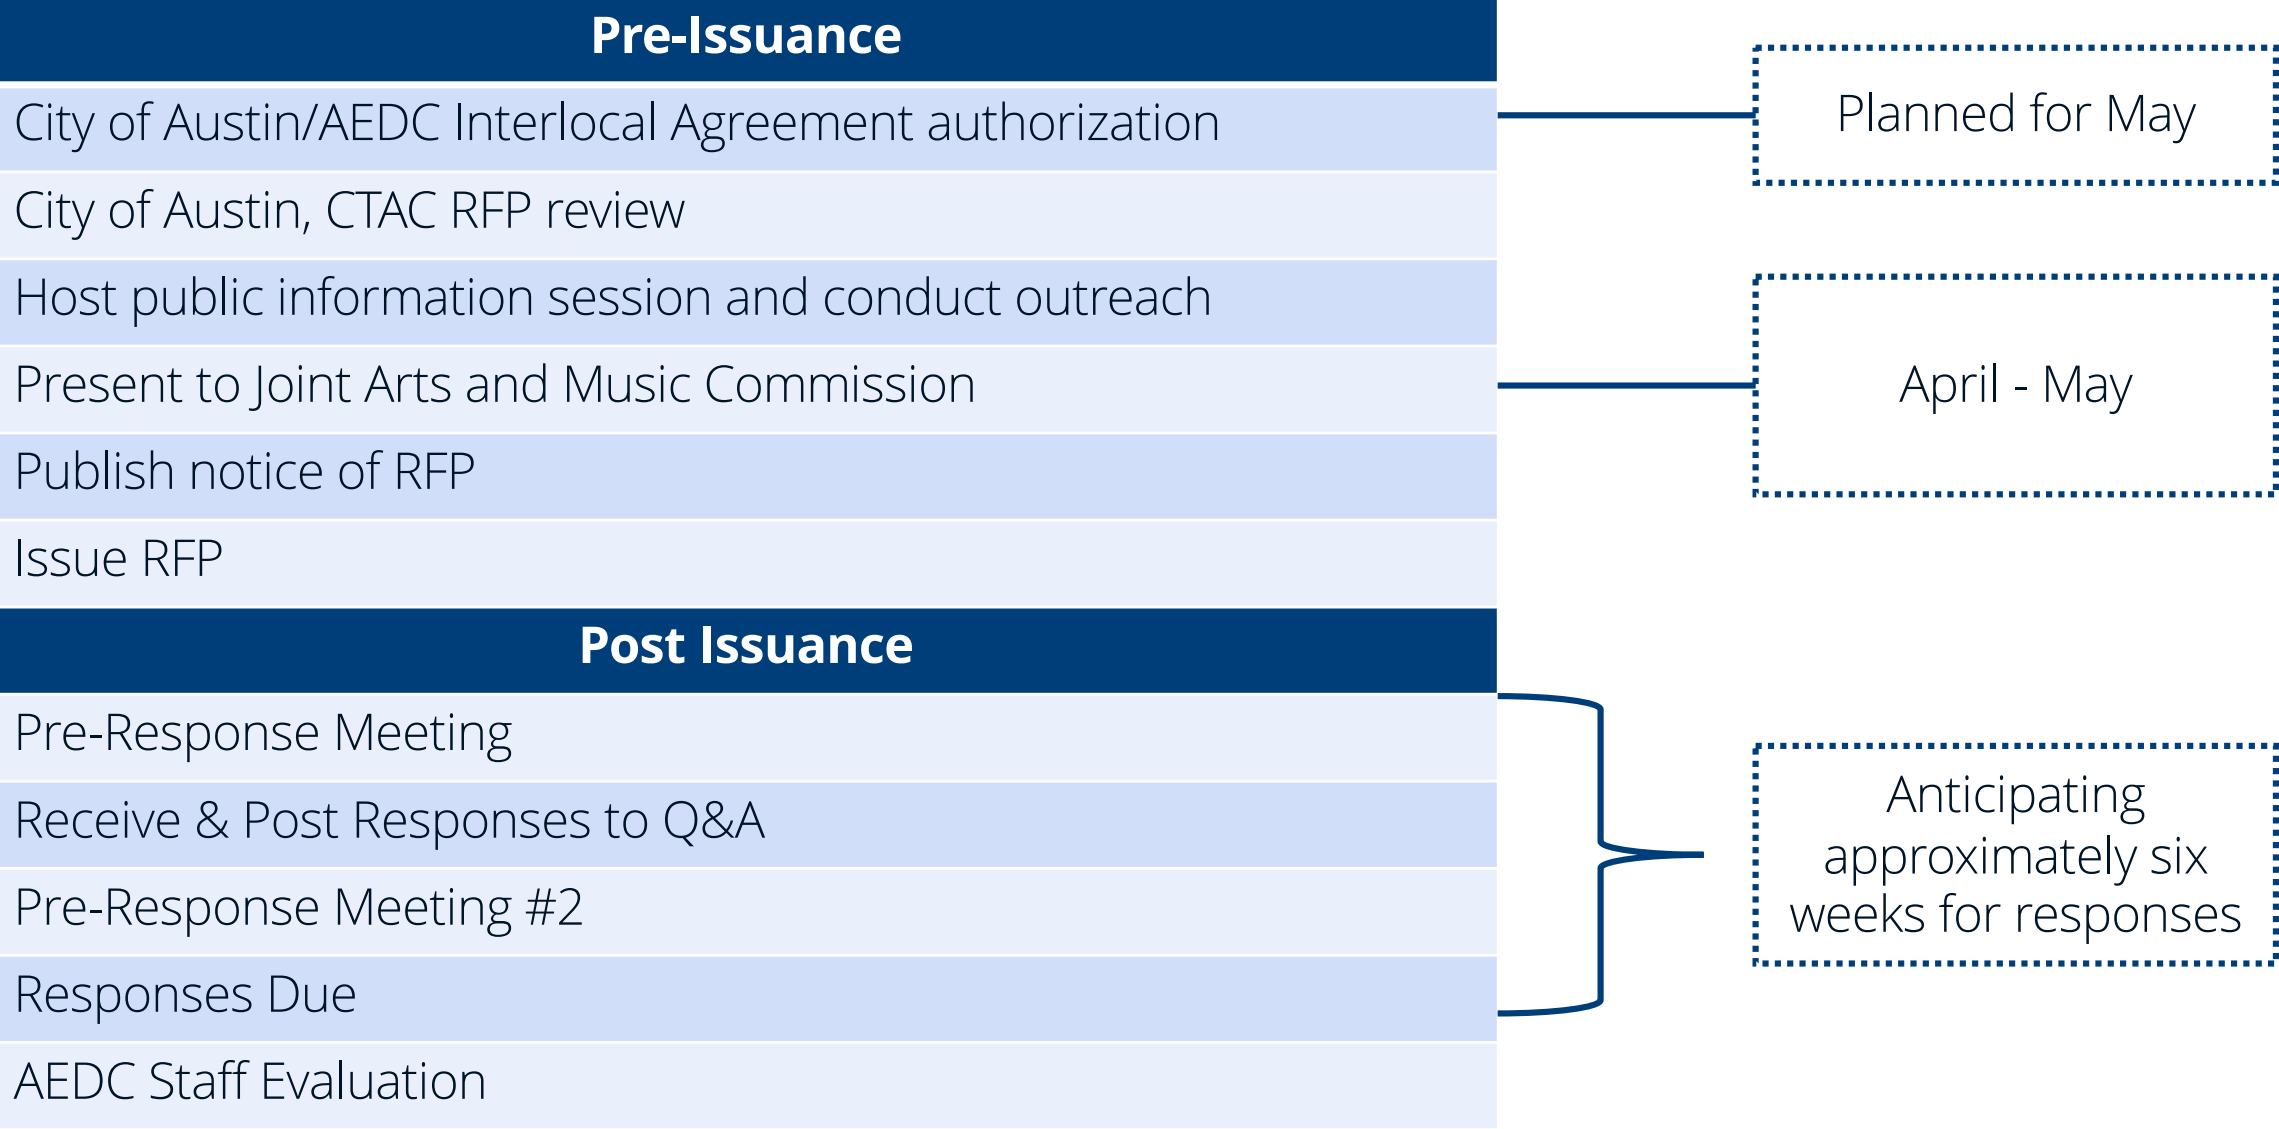 Pre-Issuance
City of Austin/AEDC Interlocal Agreement authorization
Planned for May
City of Austin, CTAC RFP review
Host public information session and conduct outreach
Present to Joint Arts and Music Commission
April - May
Publish notice of RFP
Issue RFP
Post Issuance
Pre-Response Meeting
Receive & Post Responses to Q&A
Pre-Response Meeting #2
Responses Due
Anticipating
approximately six
weeks for responses
AEDC Staff Evaluation